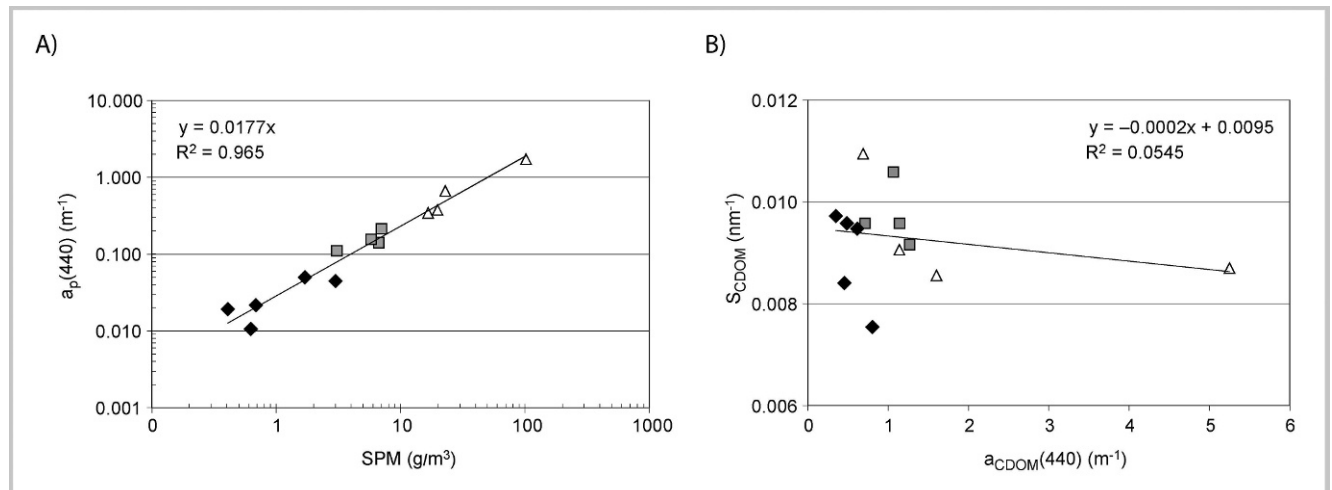 A)
10.000
1.000
0.100
0.010
0.001
aₚ(440) (m⁻¹)
y = 0.0177x
R² = 0.965
0
1
10
100
1000
SPM (g/m³)
B)
0.012
0.010
0.008
0.006
S_CDOM (nm⁻¹)
y = –0.0002x + 0.0095
R² = 0.0545
0
1
2
3
4
5
6
a_CDOM(440) (m⁻¹)